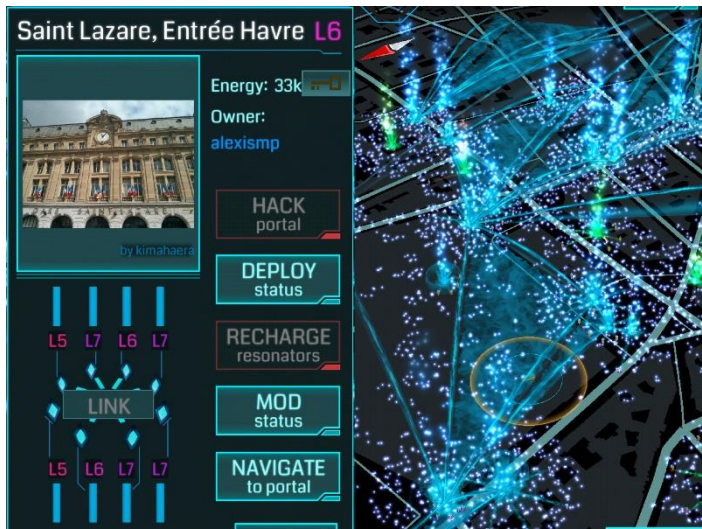 Saint Lazare, Entrée Havre L6
Energy: 33k
Owner:
alexismp
by kimahaera
HACK
portal
DEPLOY
status
RECHARGE
resonators
MOD
status
NAVIGATE
to portal
L5 L7 L6 L7
LINK
L5 L6 L7 L7